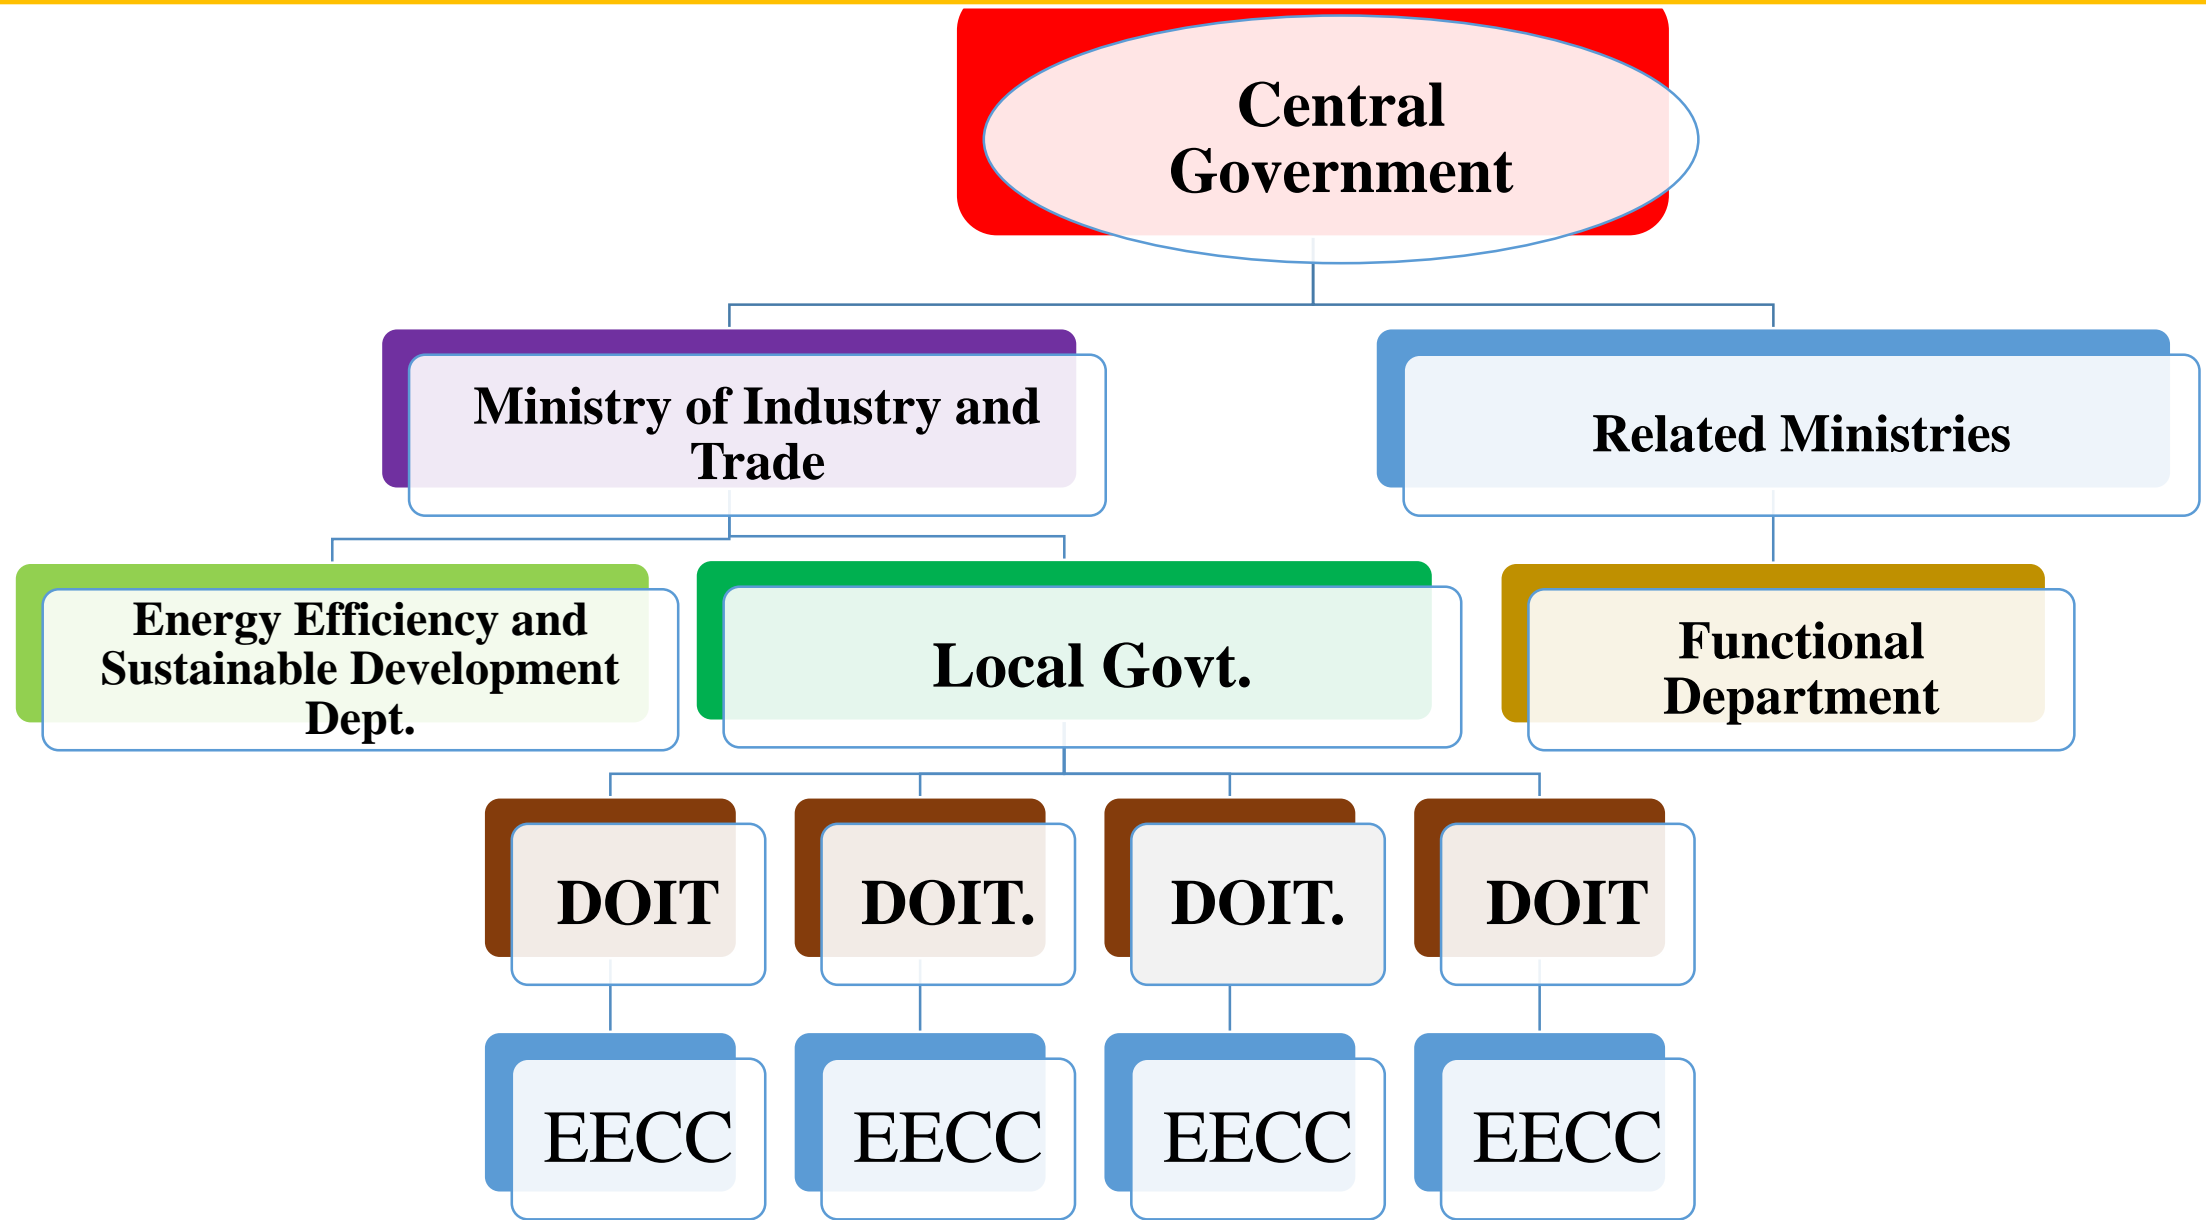 Central
Government
Ministry of Industry and
Trade
Related Ministries
Energy Efficiency and
Sustainable Development
Dept.
Local Govt.
Functional
Department
DOIT
DOIT.
DOIT.
DOIT
EECC
EECC
EECC
EECC